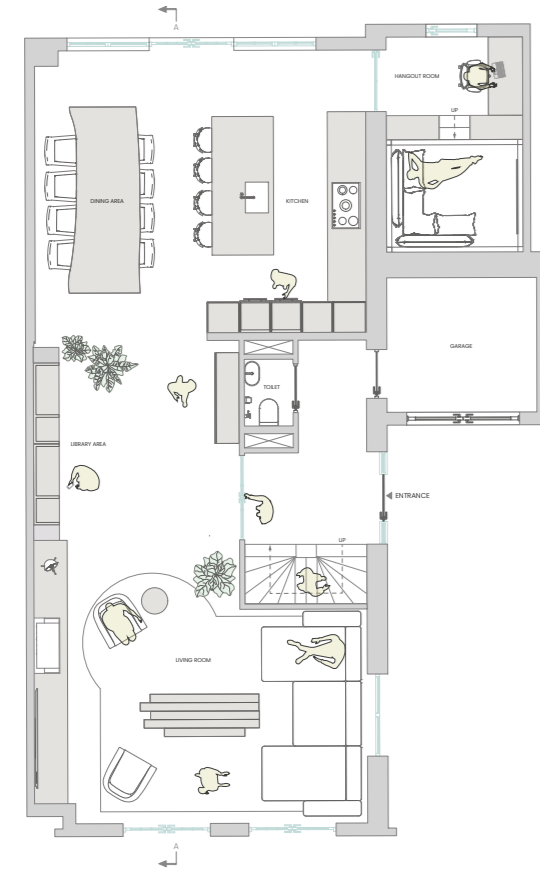 A
HANGOUT ROOM
UP
DINING AREA
KITCHEN
GARAGE
TOILET
LIBRARY AREA
ENTRANCE
UP
LIVING ROOM
A